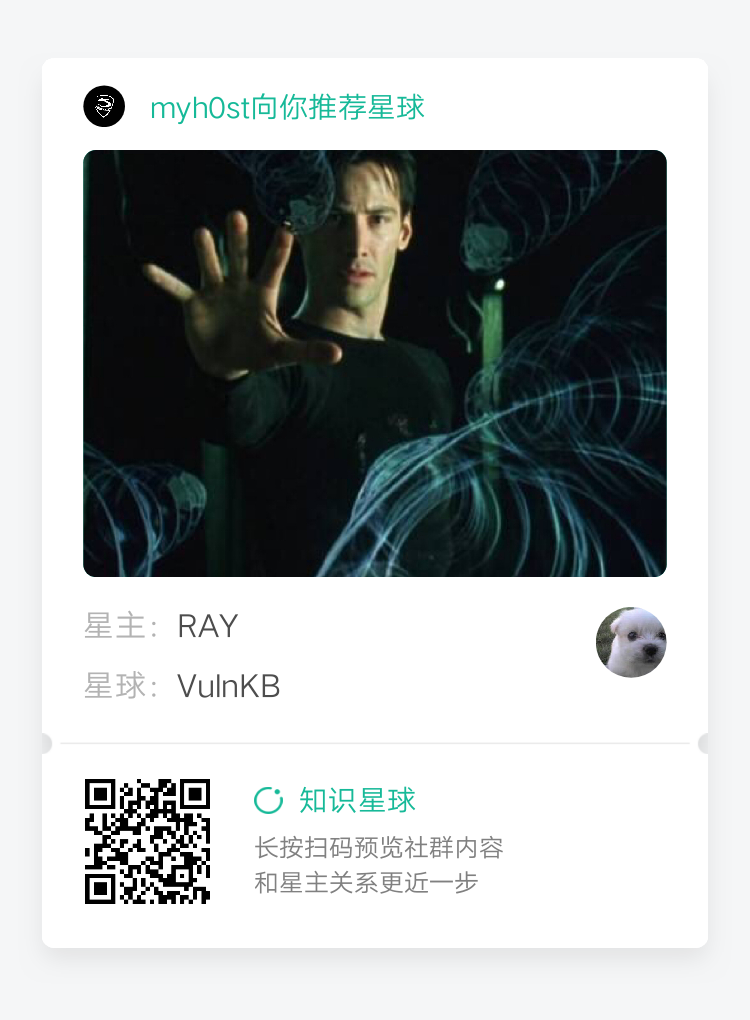 myh0st向你推荐星球
星主： RAY
星球： VulnKB
知识星球
长按扫码预览社群内容
和星主关系更近一步